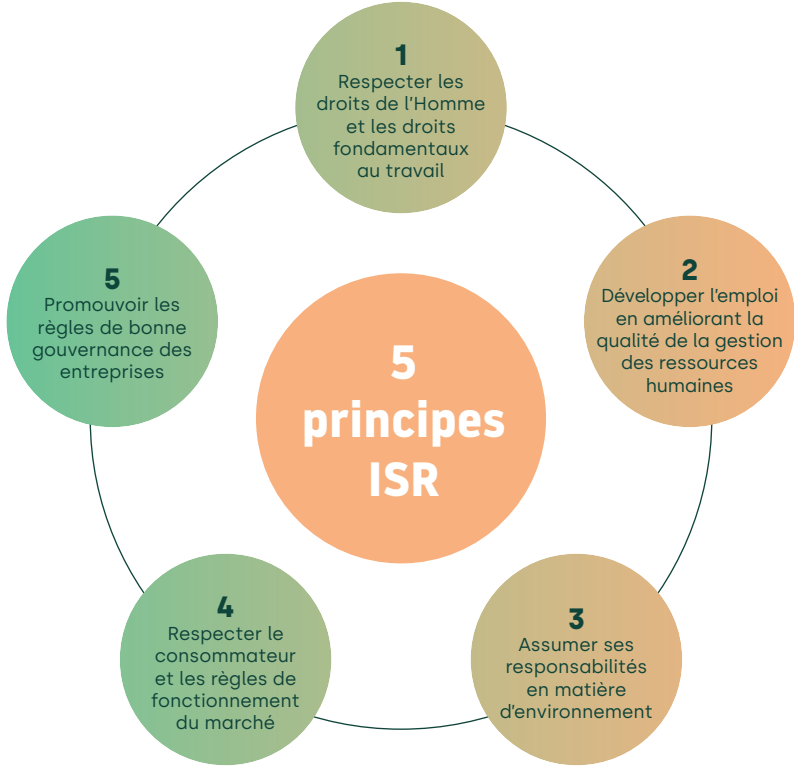 1
Respecter les
droits de l'Homme
et les droits
fondamentaux
au travail
2
Développer l'emploi
en améliorant la
qualité de la gestion
des ressources
humaines
3
Assumer ses
responsabilités
en matière
d'environnement
4
Respecter le
consommateur
et les règles de
fonctionnement
du marché
5
Promouvoir les
règles de bonne
gouvernance des
entreprises
5
principes
ISR